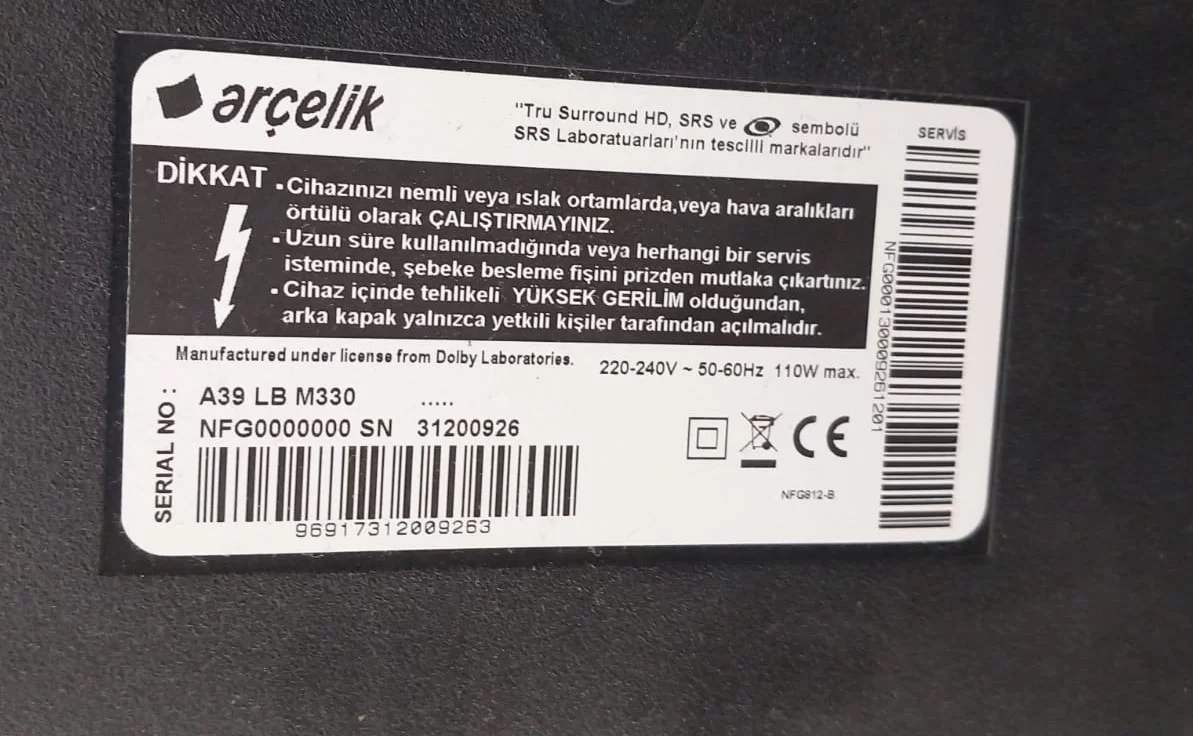 arçelik
"Tru Surround HD, SRS ve sembolü
SRS Laboratuarları'nın tescilli markalarıdır"
SERVİS
DİKKAT
▪ Cihazınızı nemli veya ıslak ortamlarda,veya hava aralıkları
örtülü olarak ÇALIŞTIRMAYINIZ.
▪ Uzun süre kullanılmadığında veya herhangi bir servis
isteminde, şebeke besleme fişini prizden mutlaka çıkartınız.
▪ Cihaz içinde tehlikeli YÜKSEK GERİLİM olduğundan,
arka kapak yalnızca yetkili kişiler tarafından açılmalıdır.
NFG0001300009261201
Manufactured under license from Dolby Laboratories.
220-240V ~ 50-60Hz 110W max.
SERIAL NO :
A39 LB M330 .....
NFG0000000 SN 31200926
96917312009263
CE
NFG812-B